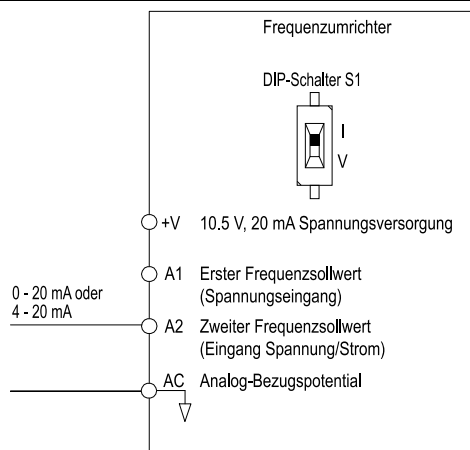 Frequenzumrichter
DIP-Schalter S1
I
V
+V 10.5 V, 20 mA Spannungsversorgung
A1 Erster Frequenzsollwert
(Spannungseingang)
0 - 20 mA oder
4 - 20 mA
A2 Zweiter Frequenzsollwert
(Eingang Spannung/Strom)
AC Analog-Bezugspotential